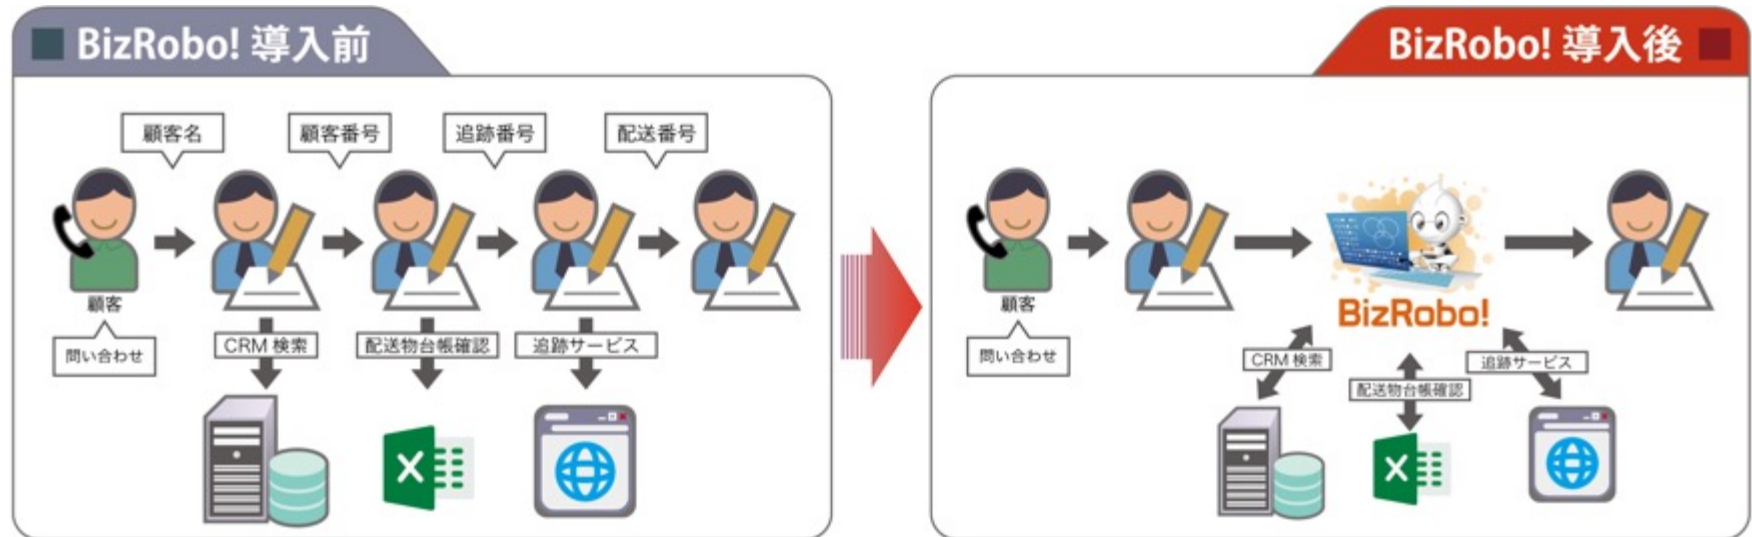 BizRobo! 導入前
顧客名
顧客番号
追跡番号
配送番号
顧客
問い合わせ
CRM 検索
配送物台帳確認
追跡サービス
X
BizRobo! 導入後
顧客
問い合わせ
BizRobo!
CRM 検索
配送物台帳確認
追跡サービス
X